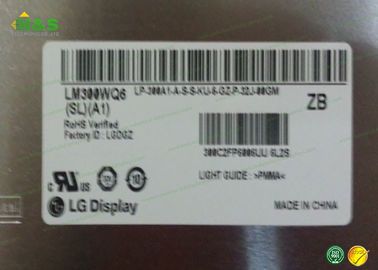 LM300WQ6
(SL)(A1)
LP-300A1-A-S-S-KU-6-GZ-P-32J-00GM
ZB
RoHS Verified
Factory ID : LGDGZ
LIGHT GUIDE : >PMMA<
10
LG Display
MADE IN CHINA